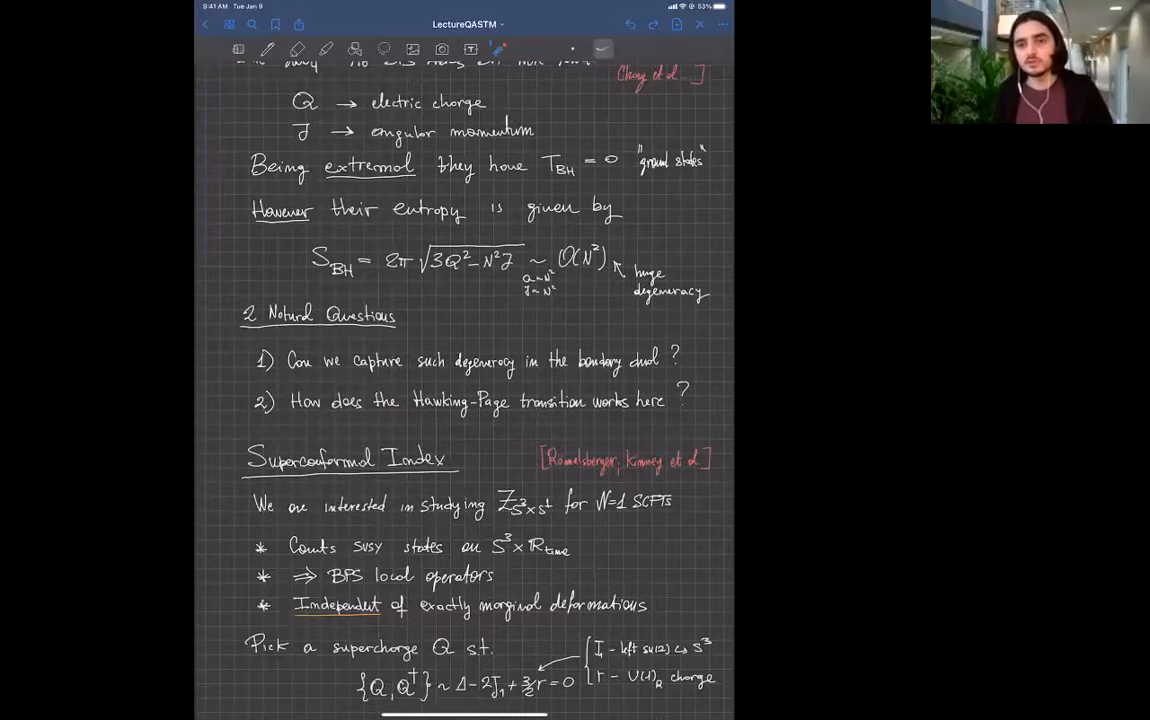 9:41 AM Tue Jan 9
53%
LectureQASTM
Q → electric charge
[Choy et al ...]
J → angular momentum
Being extremal they have T_BH = 0 "ground states"
However their entropy is given by
S_BH = 2π √(3Q² − N²J) ~ O(N²)
Q~N²
J~N²
huge
degeneracy
2 Natural Questions
1) Can we capture such degeneracy in the boundary dual ?
2) How does the Hawking-Page transition works here ?
Superconformal Index [Romelsberger, Kinney et al]
We are interested in studying Z_S³×S¹ for N=1 SCFTs
* Counts susy states on S³ × R_time
* ⇒ BPS local operators
* Independent of exactly marginal deformations
Pick a supercharge Q s.t.
J₁ - left su(2) ↪ S³
r - U(1)_R charge
{Q, Q†} ~ Δ − 2J₁ + 3/2 r = 0